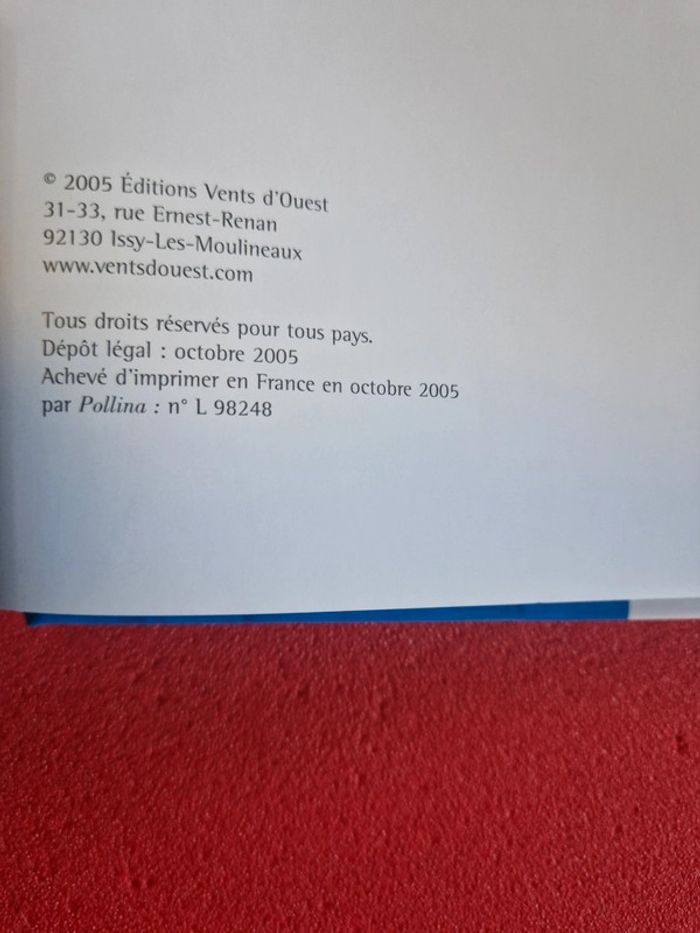 © 2005 Éditions Vents d'Ouest
31-33, rue Ernest-Renan
92130 Issy-Les-Moulineaux
www.ventsdouest.com
Tous droits réservés pour tous pays.
Dépôt légal : octobre 2005
Achevé d'imprimer en France en octobre 2005
par Pollina : n° L 98248